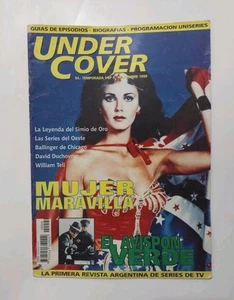 GUIAS DE EPISODIOS - BIOGRAFIAS - PROGRAMACION UNISERIES
UNDER
COVER
La Leyenda del Simio de Oro
Las Series del Oeste
Ballinger de Chicago
David Duchovny
William Tell
MUJER
MARAVILLA
EL AVISPON
VERDE
LA PRIMERA REVISTA ARGENTINA DE SERIES DE TV